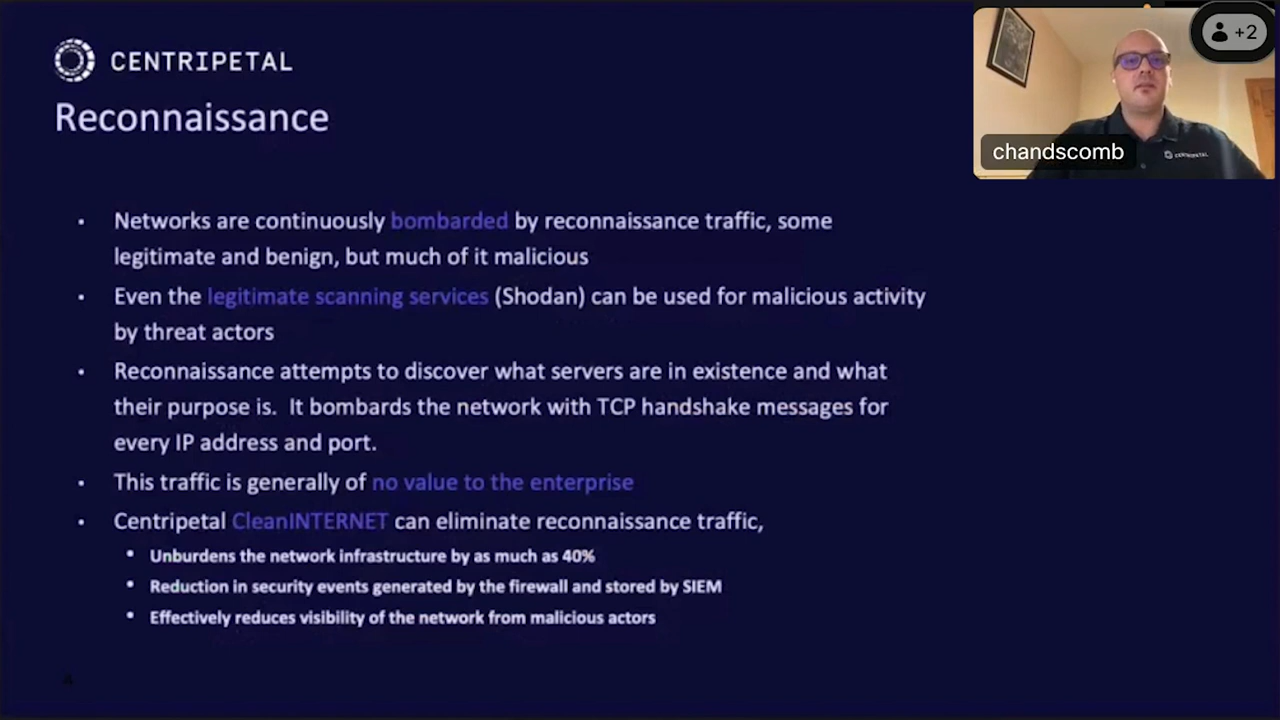 CENTRIPETAL
Reconnaissance
+2
chandscomb
CENTRIPETAL
• Networks are continuously bombarded by reconnaissance traffic, some
legitimate and benign, but much of it malicious
• Even the legitimate scanning services (Shodan) can be used for malicious activity
by threat actors
• Reconnaissance attempts to discover what servers are in existence and what
their purpose is. It bombards the network with TCP handshake messages for
every IP address and port.
• This traffic is generally of no value to the enterprise
• Centripetal CleanINTERNET can eliminate reconnaissance traffic,
• Unburdens the network infrastructure by as much as 40%
• Reduction in security events generated by the firewall and stored by SIEM
• Effectively reduces visibility of the network from malicious actors
4